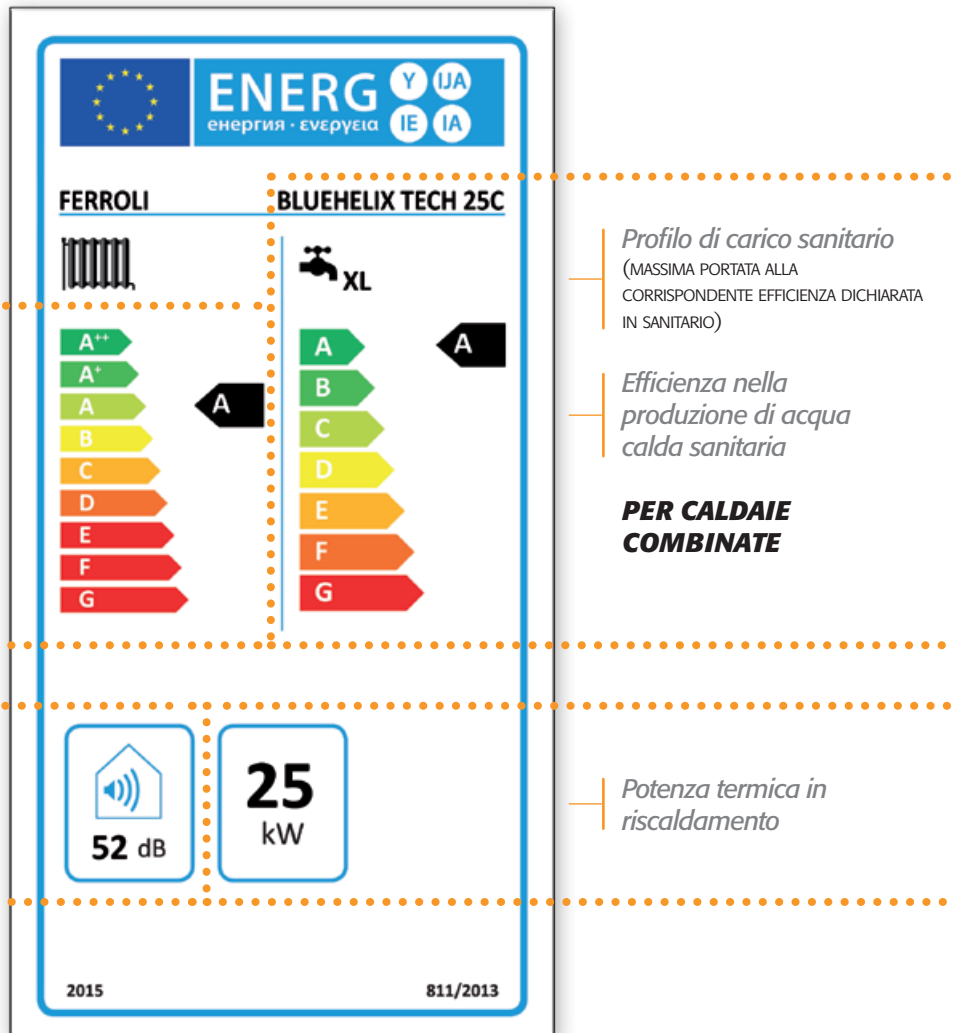 ENERG
Y
IJA
IE
IA
енергия · ενεργεια
FERROLI
BLUEHELIX TECH 25C
XL
A++
A+
A
B
C
D
E
F
G
A
A
B
C
D
E
F
G
A
52 dB
25
kW
2015
811/2013
Profilo di carico sanitario
(MASSIMA PORTATA ALLA
CORRISPONDENTE EFFICIENZA DICHIARATA
IN SANITARIO)
Efficienza nella
produzione di acqua
calda sanitaria
PER CALDAIE
COMBINATE
Potenza termica in
riscaldamento